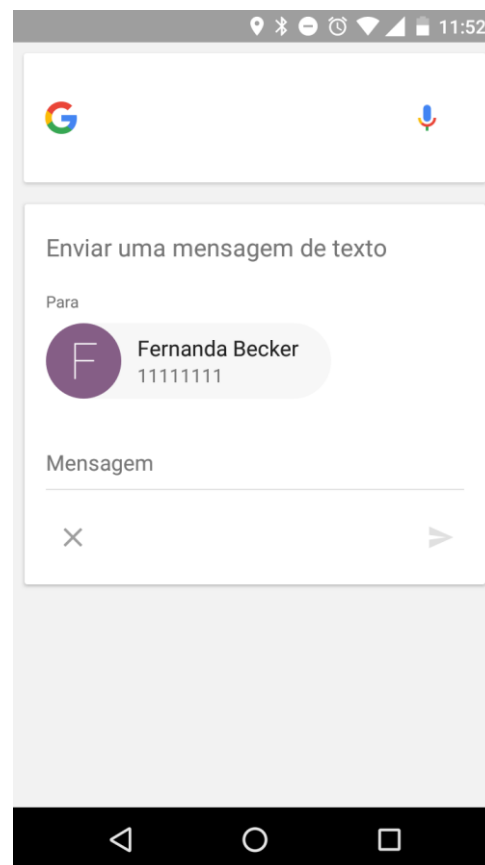 11:52
G
Enviar uma mensagem de texto
Para
F
Fernanda Becker
11111111
Mensagem